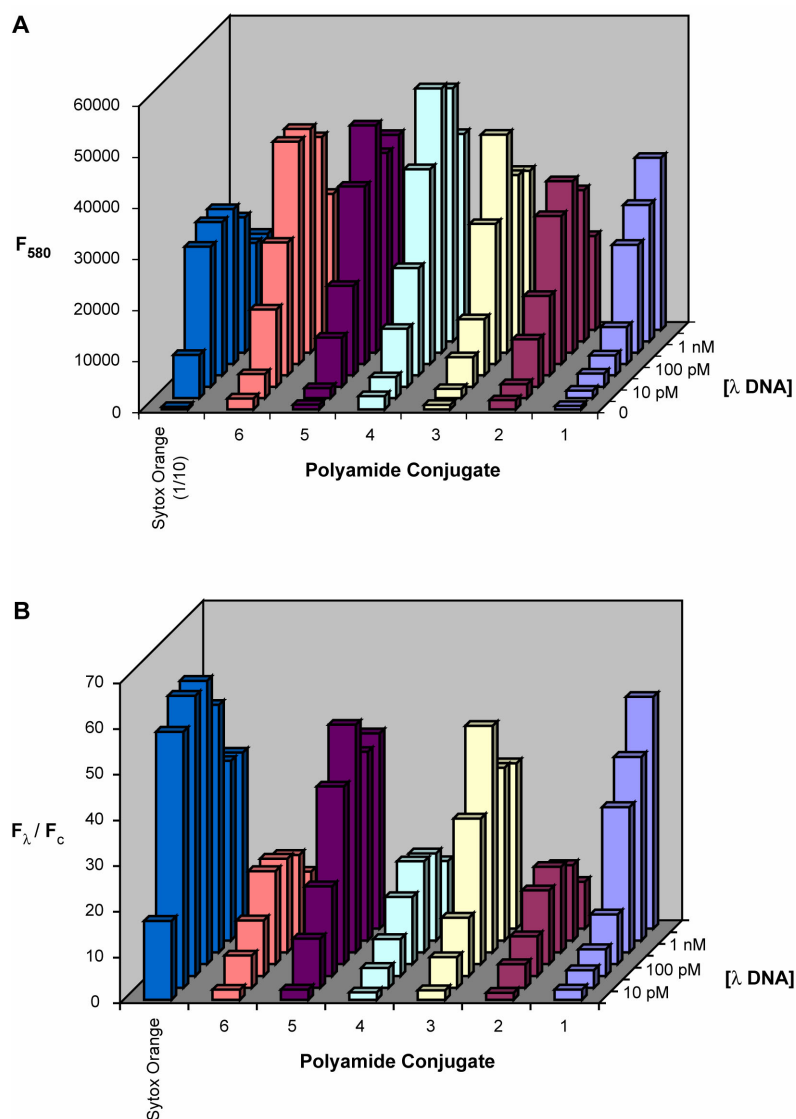 A
60000
50000
40000
30000
20000
10000
0
F580
Sytox Orange
(1/10)
6
5
4
3
2
1
0
10 pM
100 pM
1 nM
[λ DNA]
Polyamide Conjugate
B
70
60
50
40
30
20
10
0
Fλ / Fc
Sytox Orange
6
5
4
3
2
1
10 pM
100 pM
1 nM
[λ DNA]
Polyamide Conjugate